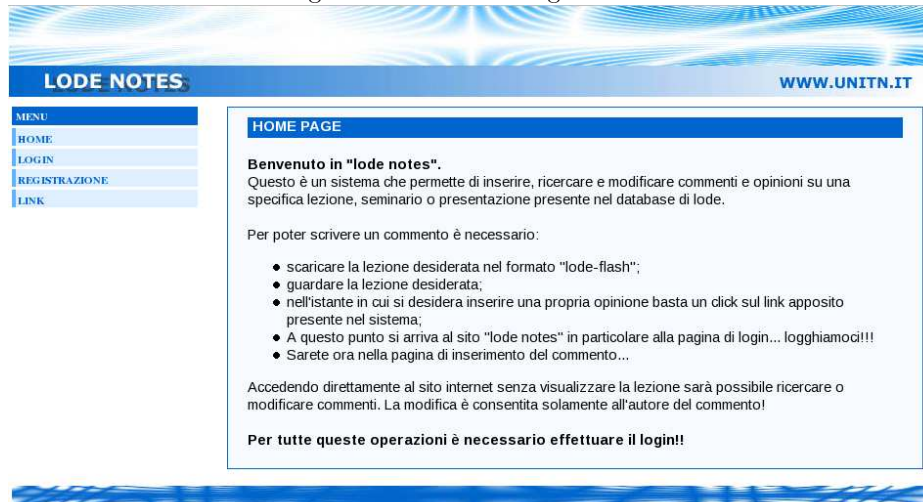 LODE NOTES
WWW.UNITN.IT
MENU
HOME
LOGIN
REGISTRAZIONE
LINK
HOME PAGE
Benvenuto in "lode notes".
Questo è un sistema che permette di inserire, ricercare e modificare commenti e opinioni su una
specifica lezione, seminario o presentazione presente nel database di lode.
Per poter scrivere un commento è necessario:
● scaricare la lezione desiderata nel formato "lode-flash";
● guardare la lezione desiderata;
● nell'istante in cui si desidera inserire una propria opinione basta un click sul link apposito
presente nel sistema;
● A questo punto si arriva al sito "lode notes" in particolare alla pagina di login... logghiamoci!!!
● Sarete ora nella pagina di inserimento del commento...
Accedendo direttamente al sito internet senza visualizzare la lezione sarà possibile ricercare o
modificare commenti. La modifica è consentita solamente all'autore del commento!
Per tutte queste operazioni è necessario effettuare il login!!